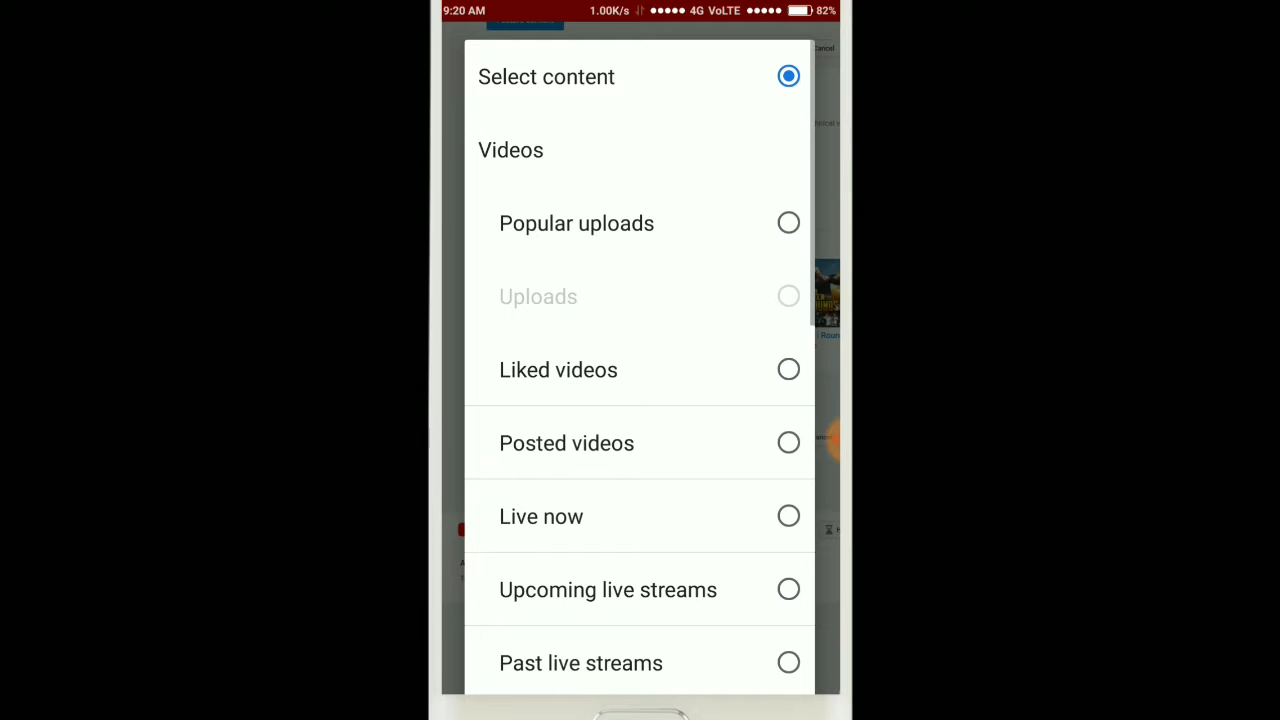 9:20 AM 1.00K/s 4G VoLTE 82%
Cancel
Select content
Videos
Popular uploads
Uploads
Liked videos
Posted videos
Live now
Upcoming live streams
Past live streams